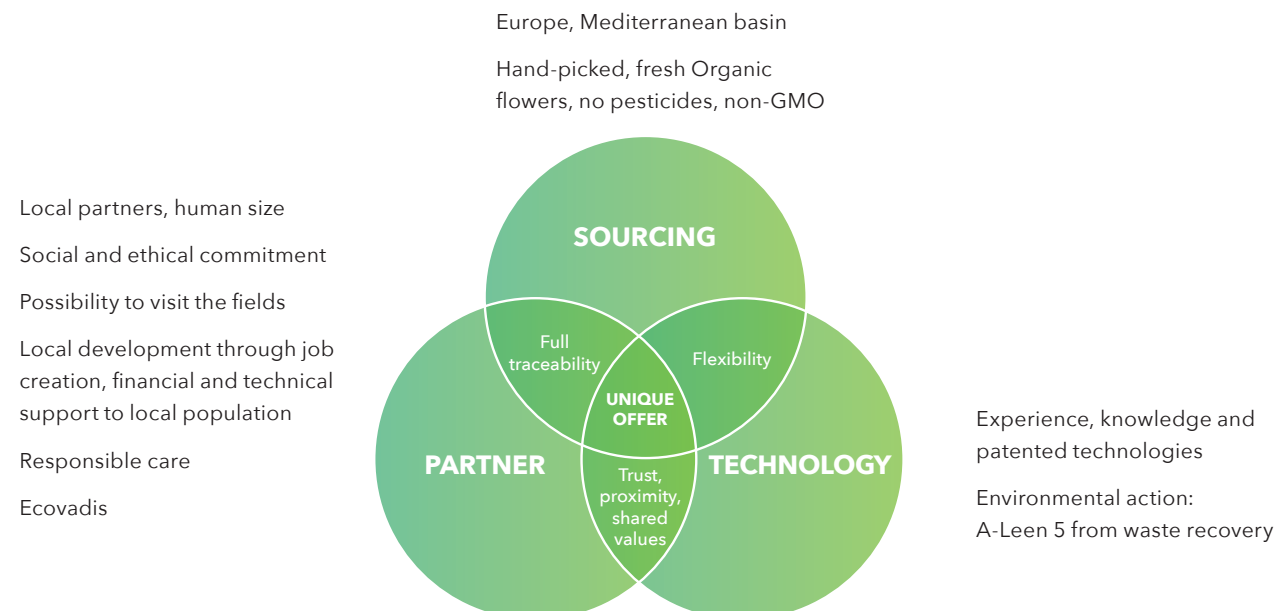 Europe, Mediterranean basin
Hand-picked, fresh Organic
flowers, no pesticides, non-GMO
Local partners, human size
Social and ethical commitment
Possibility to visit the fields
Local development through job
creation, financial and technical
support to local population
Responsible care
Ecovadis
SOURCING
Full
traceability
Flexibility
UNIQUE
OFFER
PARTNER
TECHNOLOGY
Trust,
proximity,
shared
values
Experience, knowledge and
patented technologies
Environmental action:
A-Leen 5 from waste recovery